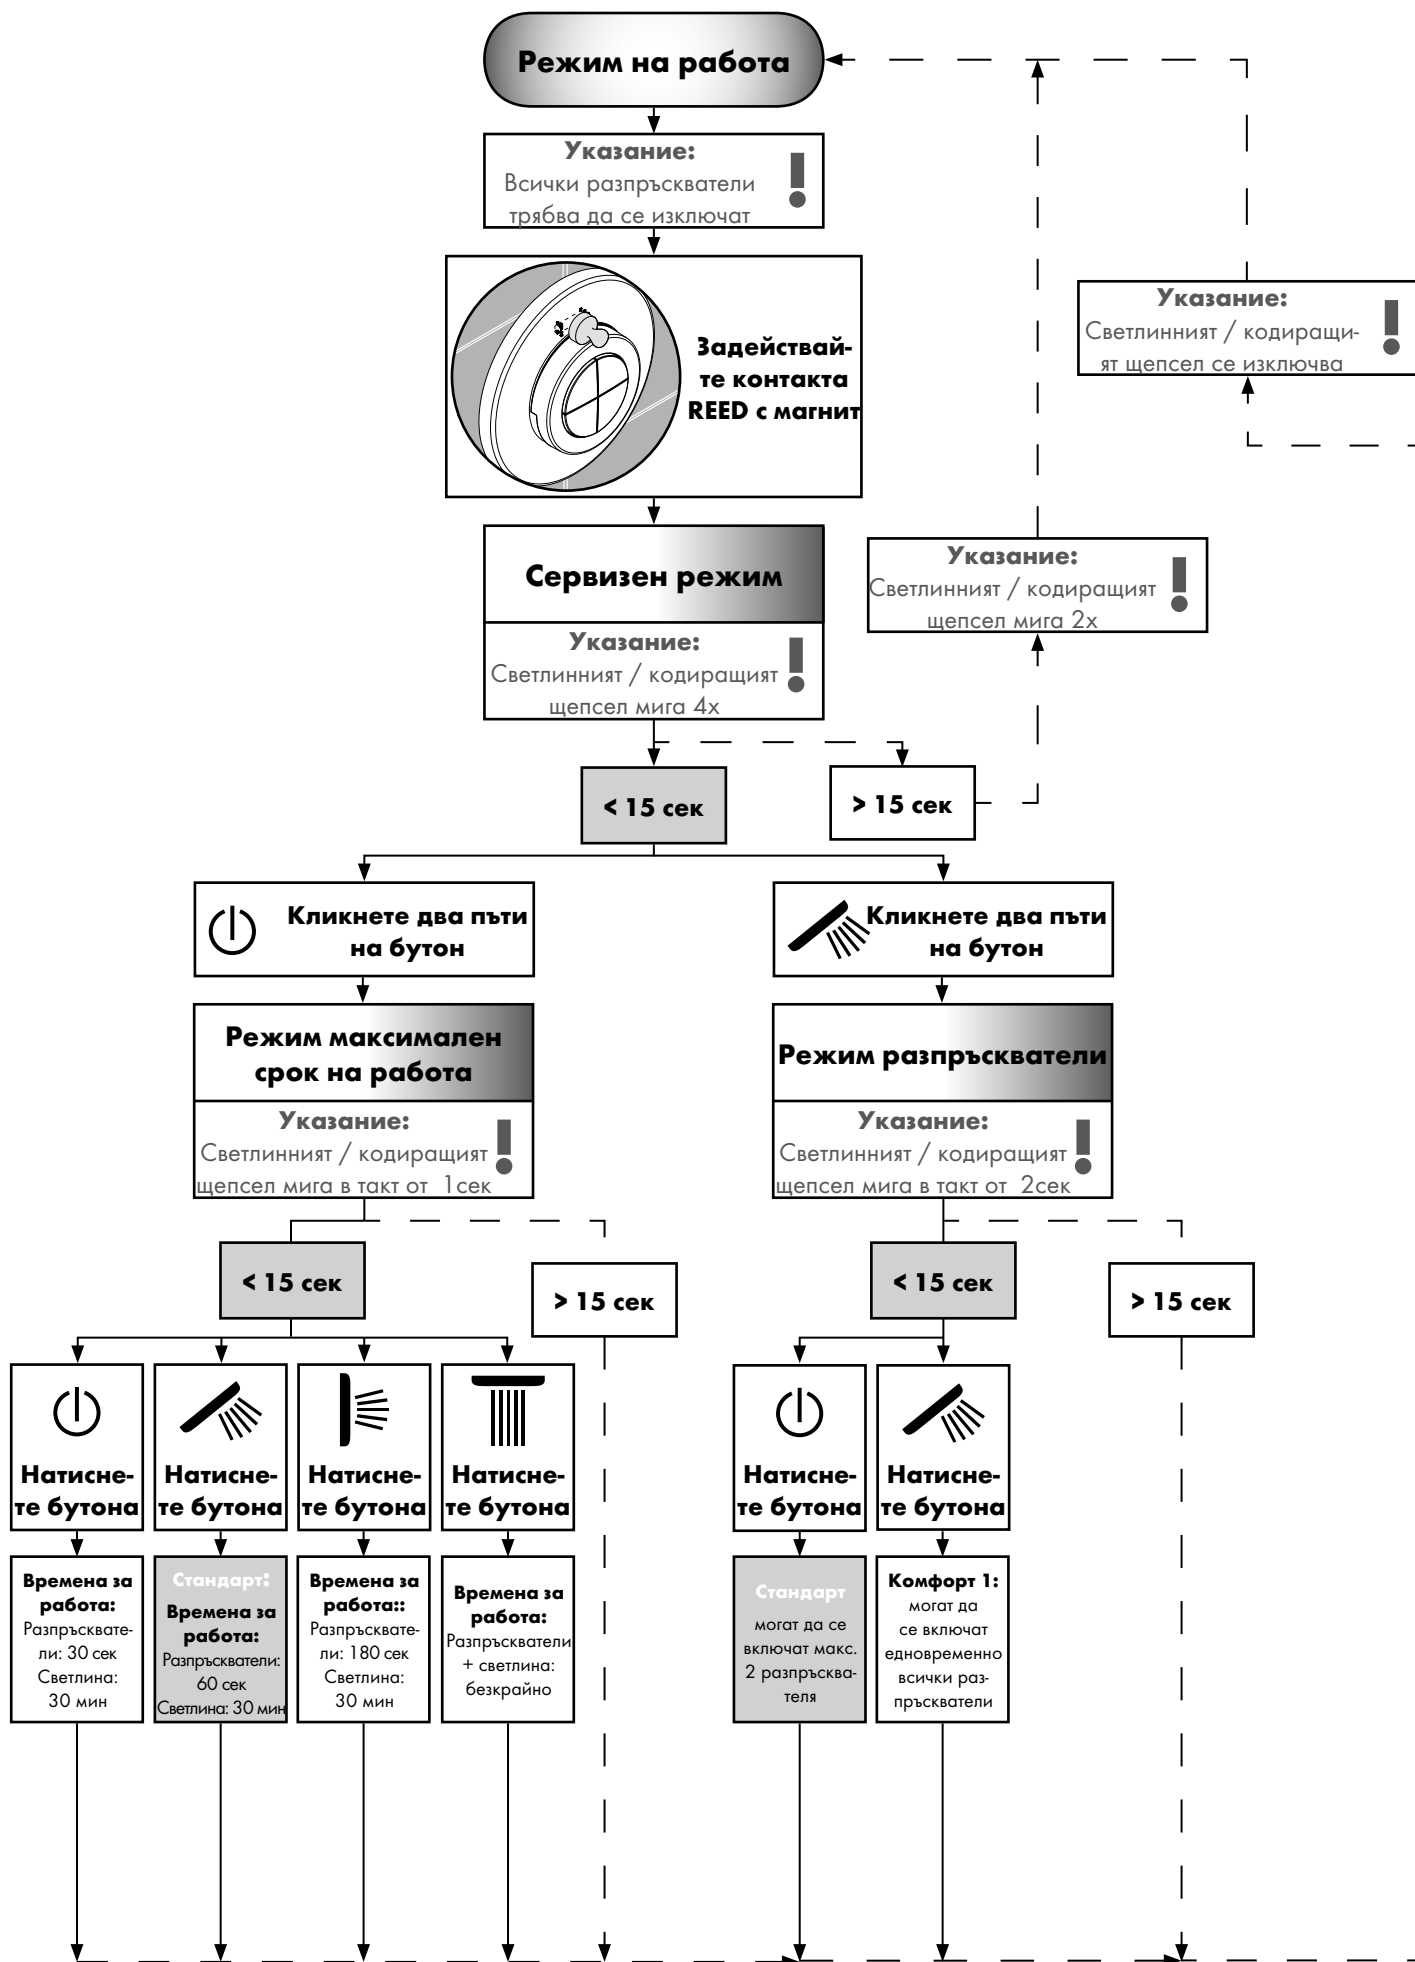 Режим на работа
Указание:
Всички разпръскватели
трябва да се изключат
Задействай-
те контакта
REED с магнит
Указание:
Светлинният / кодиращи-
ят щепсел се изключва
Сервизен режим
Указание:
Светлинният / кодиращият
щепсел мига 4x
Указание:
Светлинният / кодиращият
щепсел мига 2x
< 15 сек
> 15 сек
Кликнете два пъти
на бутон
Кликнете два пъти
на бутон
Режим максимален
срок на работа
Указание:
Светлинният / кодиращият
щепсел мига в такт от 1сек
Режим разпръскватели
Указание:
Светлинният / кодиращият
щепсел мига в такт от 2сек
< 15 сек
> 15 сек
< 15 сек
> 15 сек
Натисне-
те бутона
Натисне-
те бутона
Натисне-
те бутона
Натисне-
те бутона
Натисне-
те бутона
Натисне-
те бутона
Времена за
работа:
Разпръсквате-
ли: 30 сек
Светлина:
30 мин
Стандарт:
Времена за
работа:
Разпръскватели:
60 сек
Светлина: 30 мин
Времена за
работа::
Разпръсквате-
ли: 180 сек
Светлина:
30 мин
Времена за
работа:
Разпръскватели
+ светлина:
безкрайно
Стандарт
могат да се
включат макс.
2 разпръсква-
теля
Комфорт 1:
могат да
се включат
едновременно
всички раз-
пръскватели